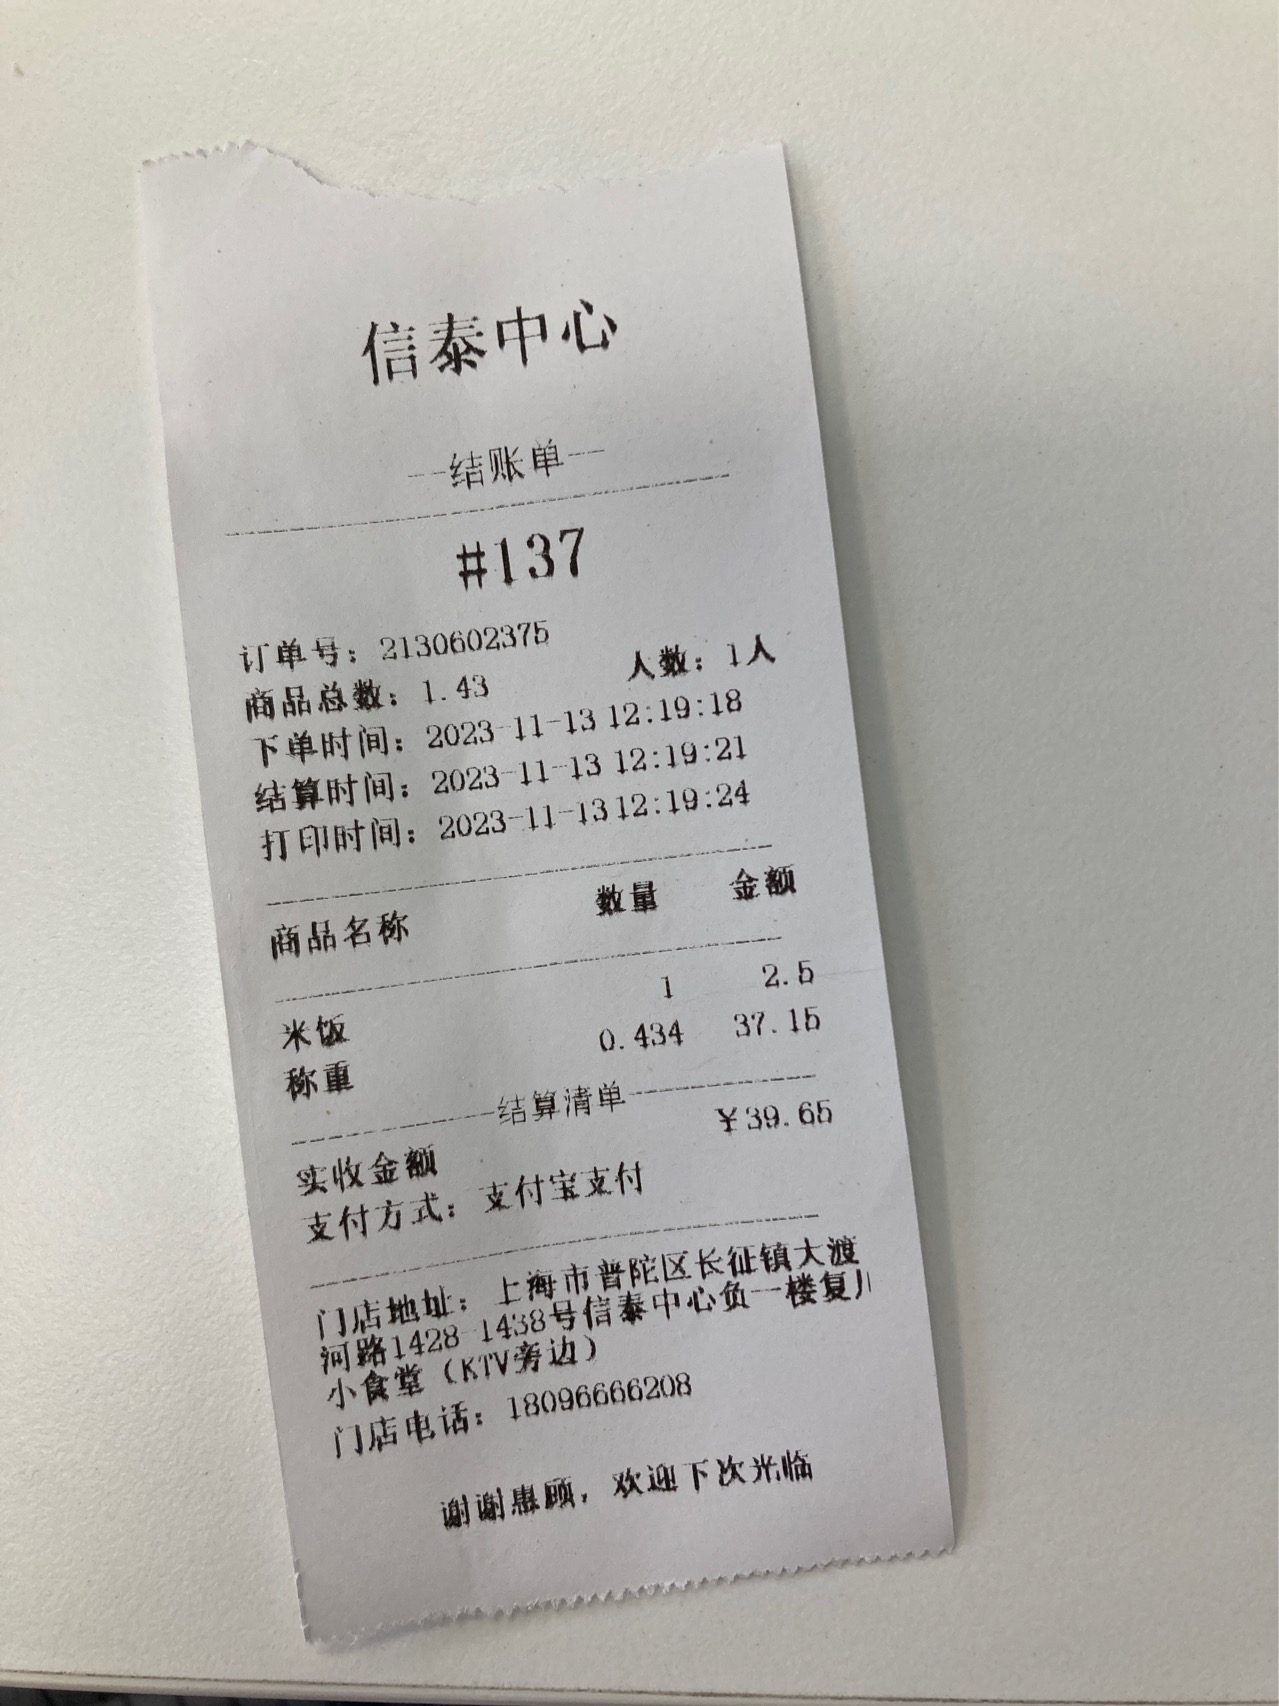 信泰中心
---结账单---
#137
订单号：2130602375
商品总数：1.43 人数：1人
下单时间：2023-11-13 12:19:18
结算时间：2023-11-13 12:19:21
打印时间：2023-11-13 12:19:24
商品名称 数量 金额
米饭 1 2.5
称重 0.434 37.15
结算清单
实收金额 ¥39.65
支付方式：支付宝支付
门店地址：上海市普陀区长征镇大渡
河路1428-1438号信泰中心负一楼复
小食堂（KTV旁边）
门店电话：18096666208
谢谢惠顾，欢迎下次光临